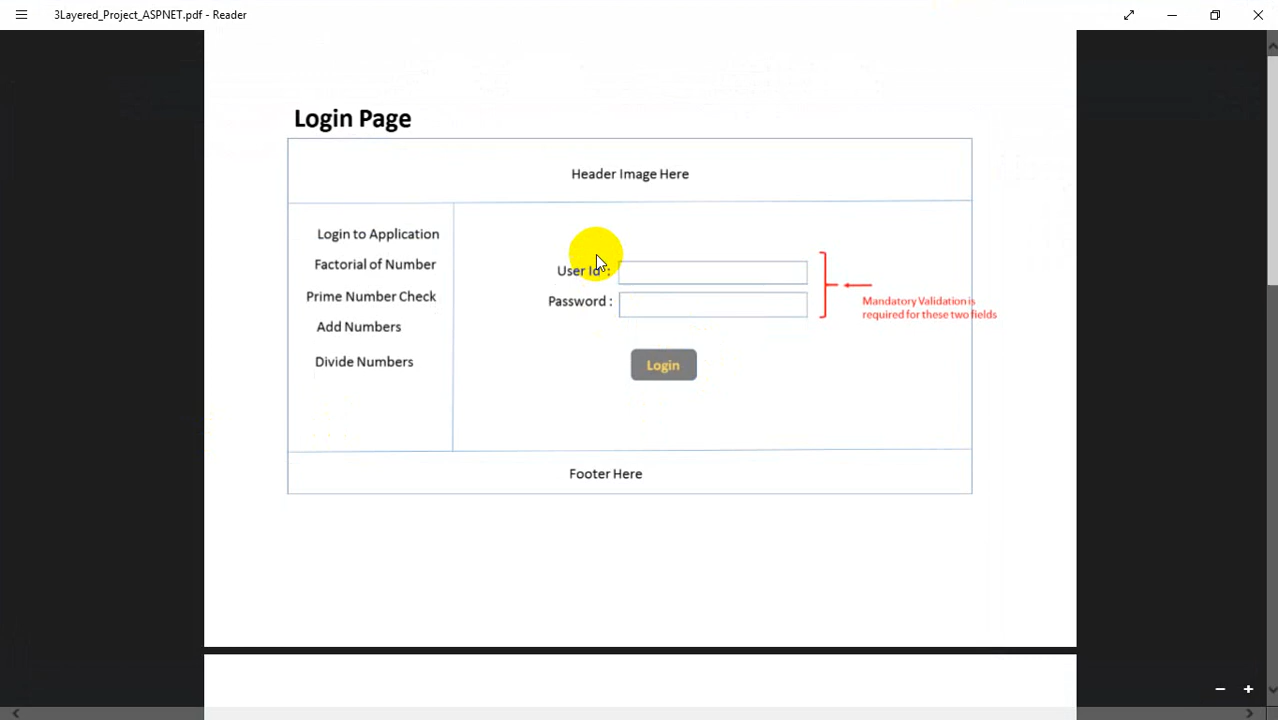 3Layered_Project_ASPNET.pdf - Reader
Login Page
Header Image Here
Login to Application
Factorial of Number
Prime Number Check
Add Numbers
Divide Numbers
User Id :
Password :
Mandatory Validation is
required for these two fields
Login
Footer Here